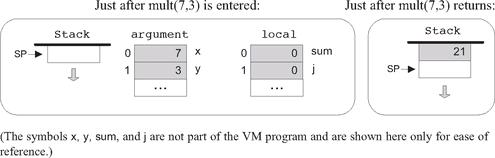 Just after mult(7,3) is entered:
Just after mult(7,3) returns:
Stack
argument
local
Stack
0 7 x
0 0 sum
21
SP
1 3 y
1 0 j
SP
...
...
(The symbols x, y, sum, and j are not part of the VM program and are shown here only for ease of
reference.)